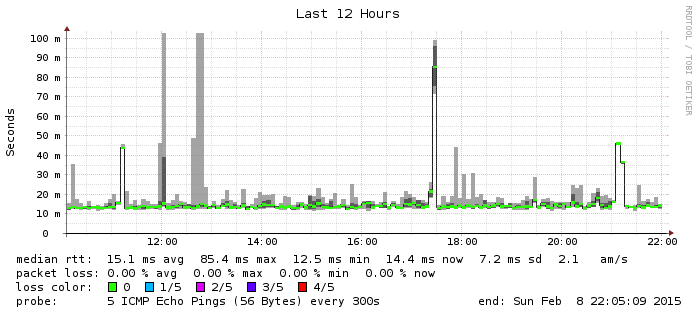 Last 12 Hours
RRDTOOL / TOBI OETIKER
Seconds
100 m
90 m
80 m
70 m
60 m
50 m
40 m
30 m
20 m
10 m
0
12:00 14:00 16:00 18:00 20:00 22:00
median rtt: 15.1 ms avg 85.4 ms max 12.5 ms min 14.4 ms now 7.2 ms sd 2.1 am/s
packet loss: 0.00 % avg 0.00 % max 0.00 % min 0.00 % now
loss color: 0 1/5 2/5 3/5 4/5
probe: 5 ICMP Echo Pings (56 Bytes) every 300s end: Sun Feb 8 22:05:09 2015